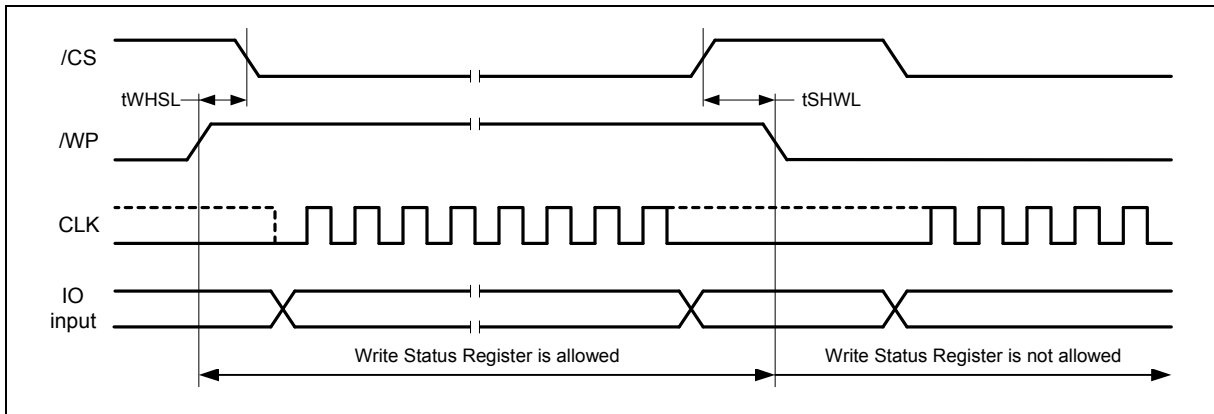 /CS
tWHSL
tSHWL
/WP
CLK
IO
input
Write Status Register is allowed
Write Status Register is not allowed